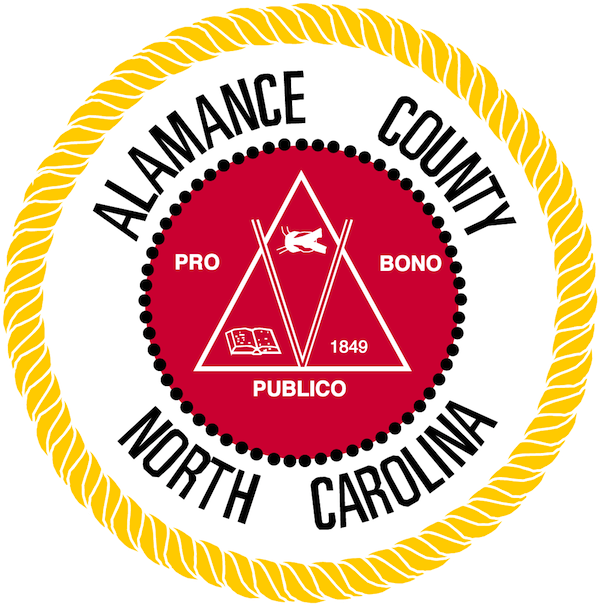 ALAMANCE COUNTY
PRO BONO
1849
PUBLICO
NORTH CAROLINA